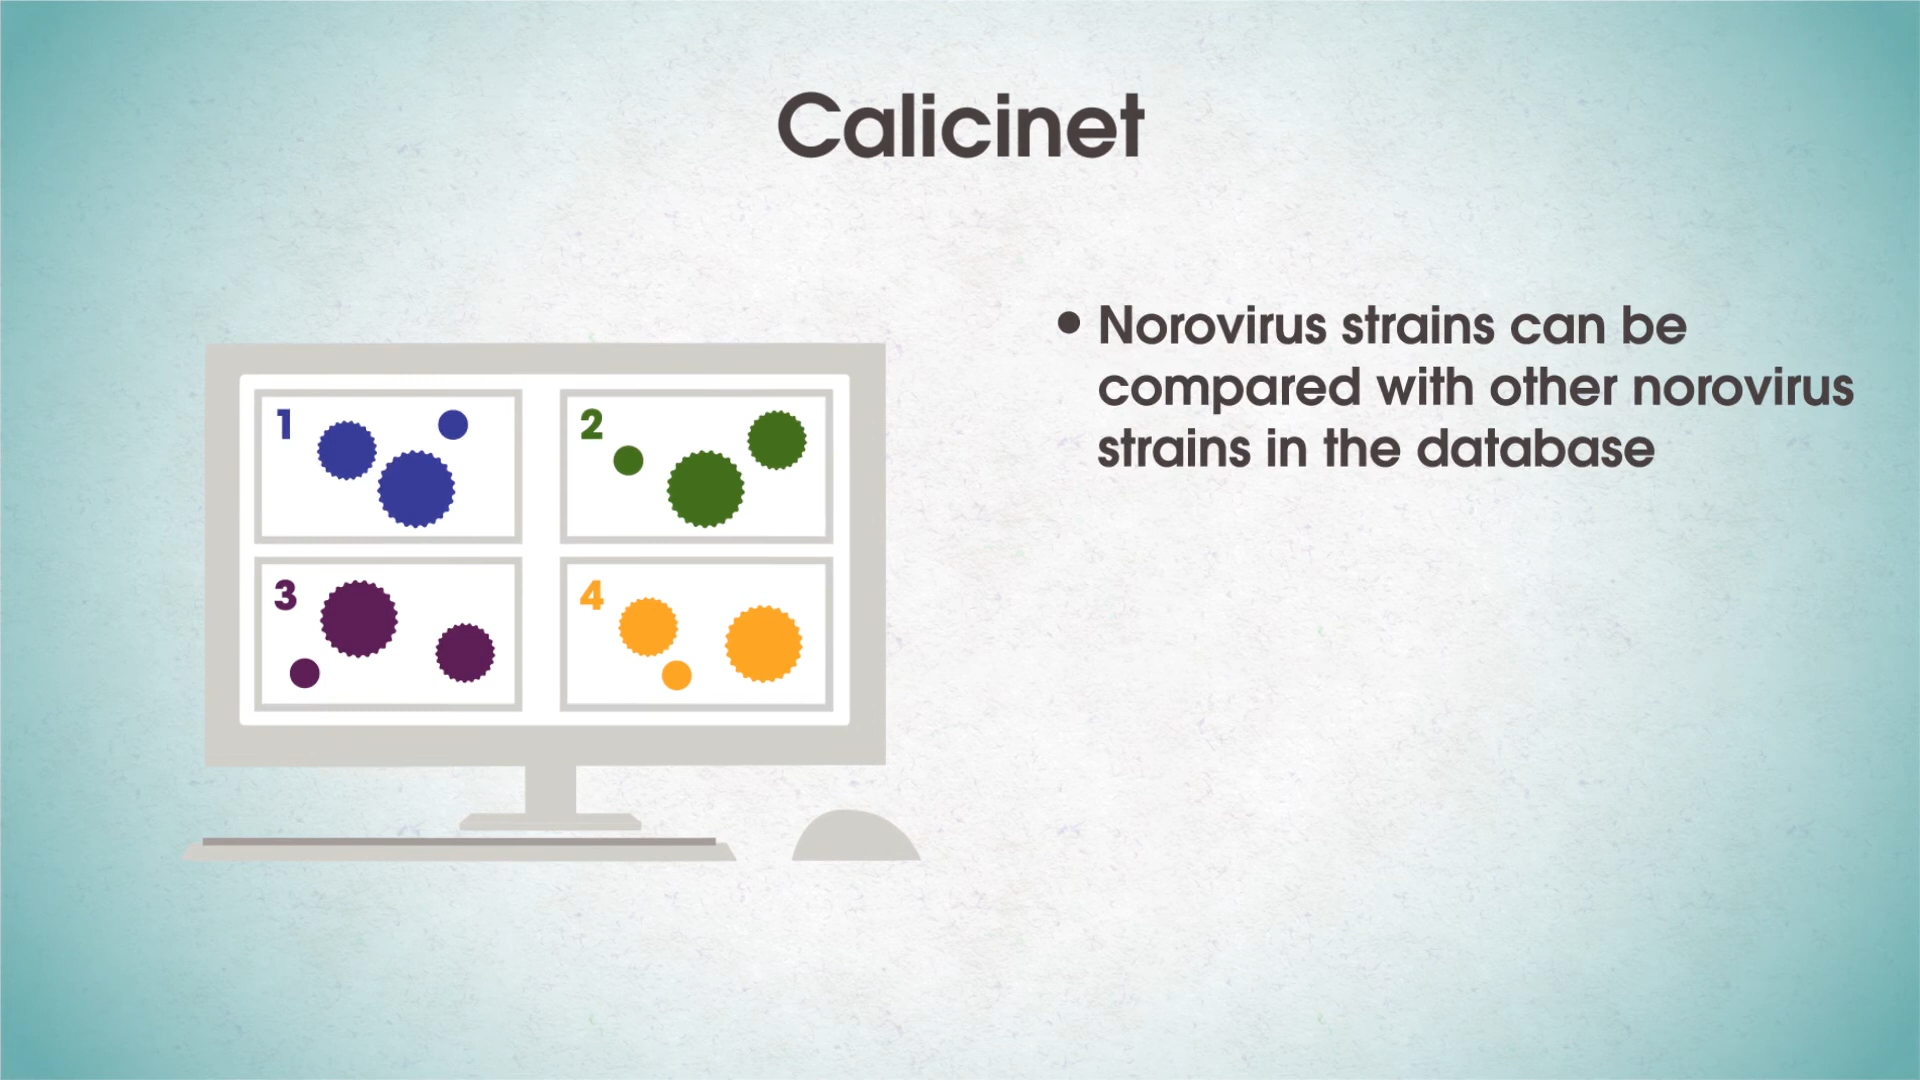 Calicinet
1
2
3
4
• Norovirus strains can be
compared with other norovirus
strains in the database